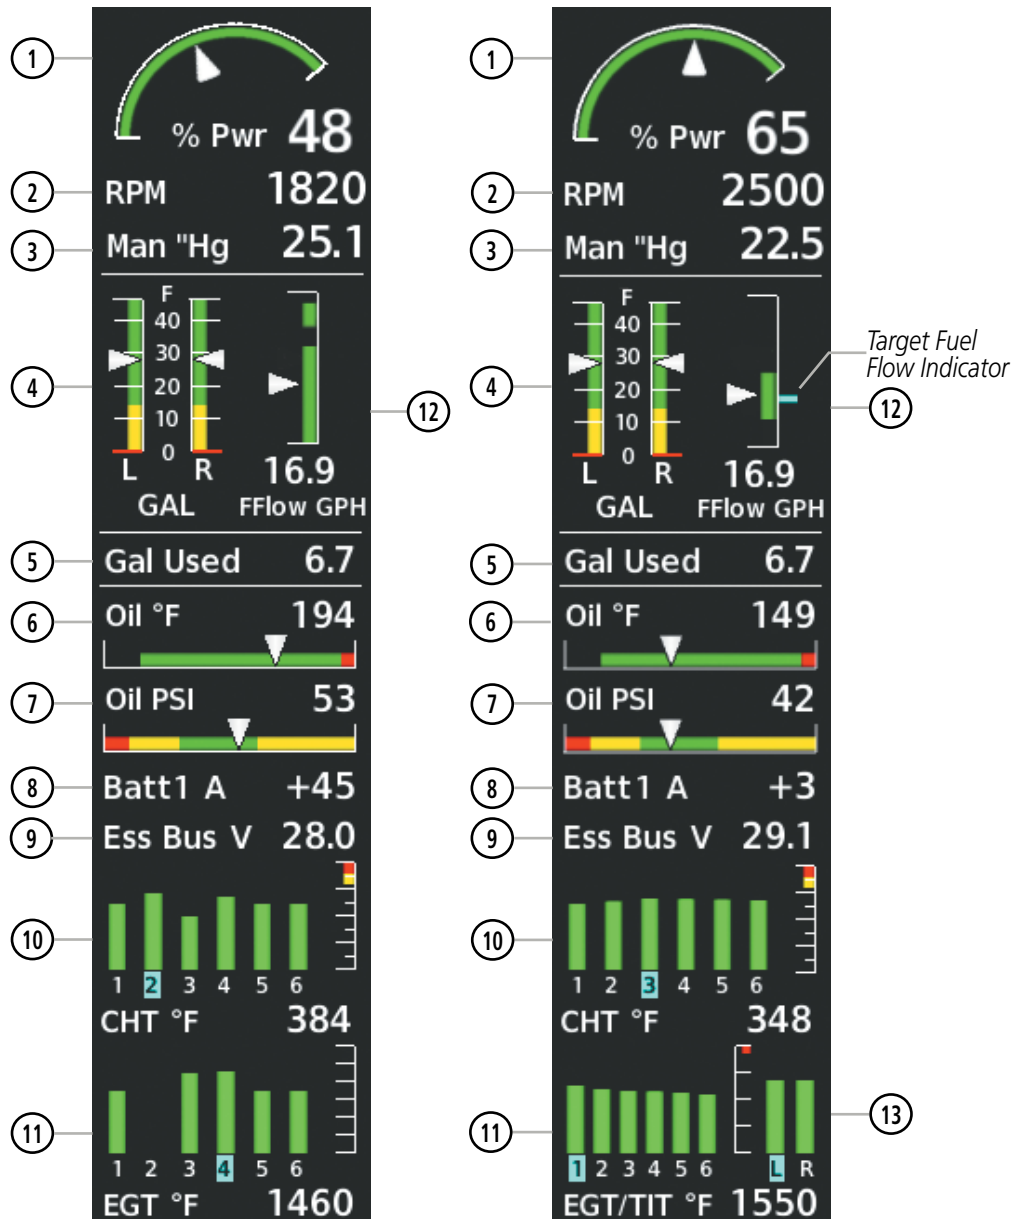 1
% Pwr 48
2
RPM 1820
3
Man "Hg 25.1
F
40
30
20
10
0
4
L R
GAL
12
16.9
FFlow GPH
5
Gal Used 6.7
6
Oil °F 194
7
Oil PSI 53
8
Batt1 A +45
9
Ess Bus V 28.0
10
1 2 3 4 5 6
CHT °F 384
11
1 2 3 4 5 6
EGT °F 1460
1
% Pwr 65
2
RPM 2500
3
Man "Hg 22.5
F
40
30
20
10
0
4
L R
GAL
Target Fuel
Flow Indicator
12
16.9
FFlow GPH
5
Gal Used 6.7
6
Oil °F 149
7
Oil PSI 42
8
Batt1 A +3
9
Ess Bus V 29.1
10
1 2 3 4 5 6
CHT °F 348
11
1 2 3 4 5 6
L R
13
EGT/TIT °F 1550